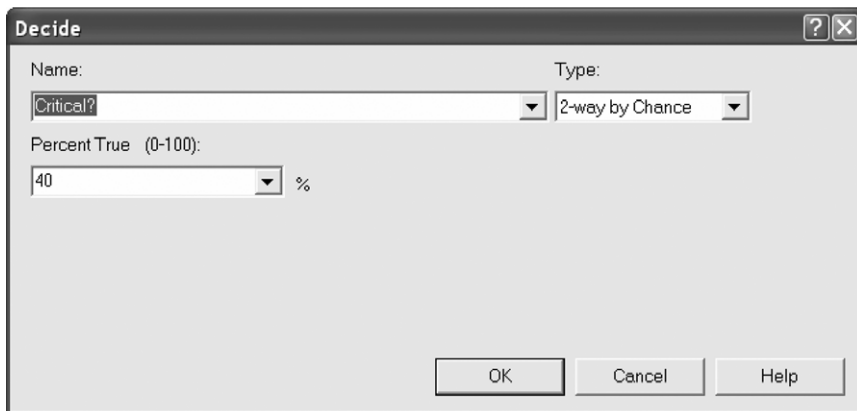 Decide
Name: Type:
Critical? 2-way by Chance
Percent True (0-100):
40 %
OK Cancel Help